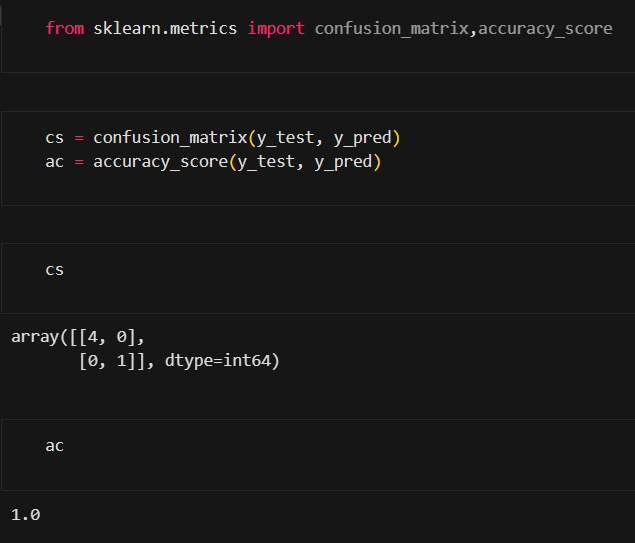 from sklearn.metrics import confusion_matrix,accuracy_score
cs = confusion_matrix(y_test, y_pred)
ac = accuracy_score(y_test, y_pred)
cs
array([[4, 0],
       [0, 1]], dtype=int64)
ac
1.0